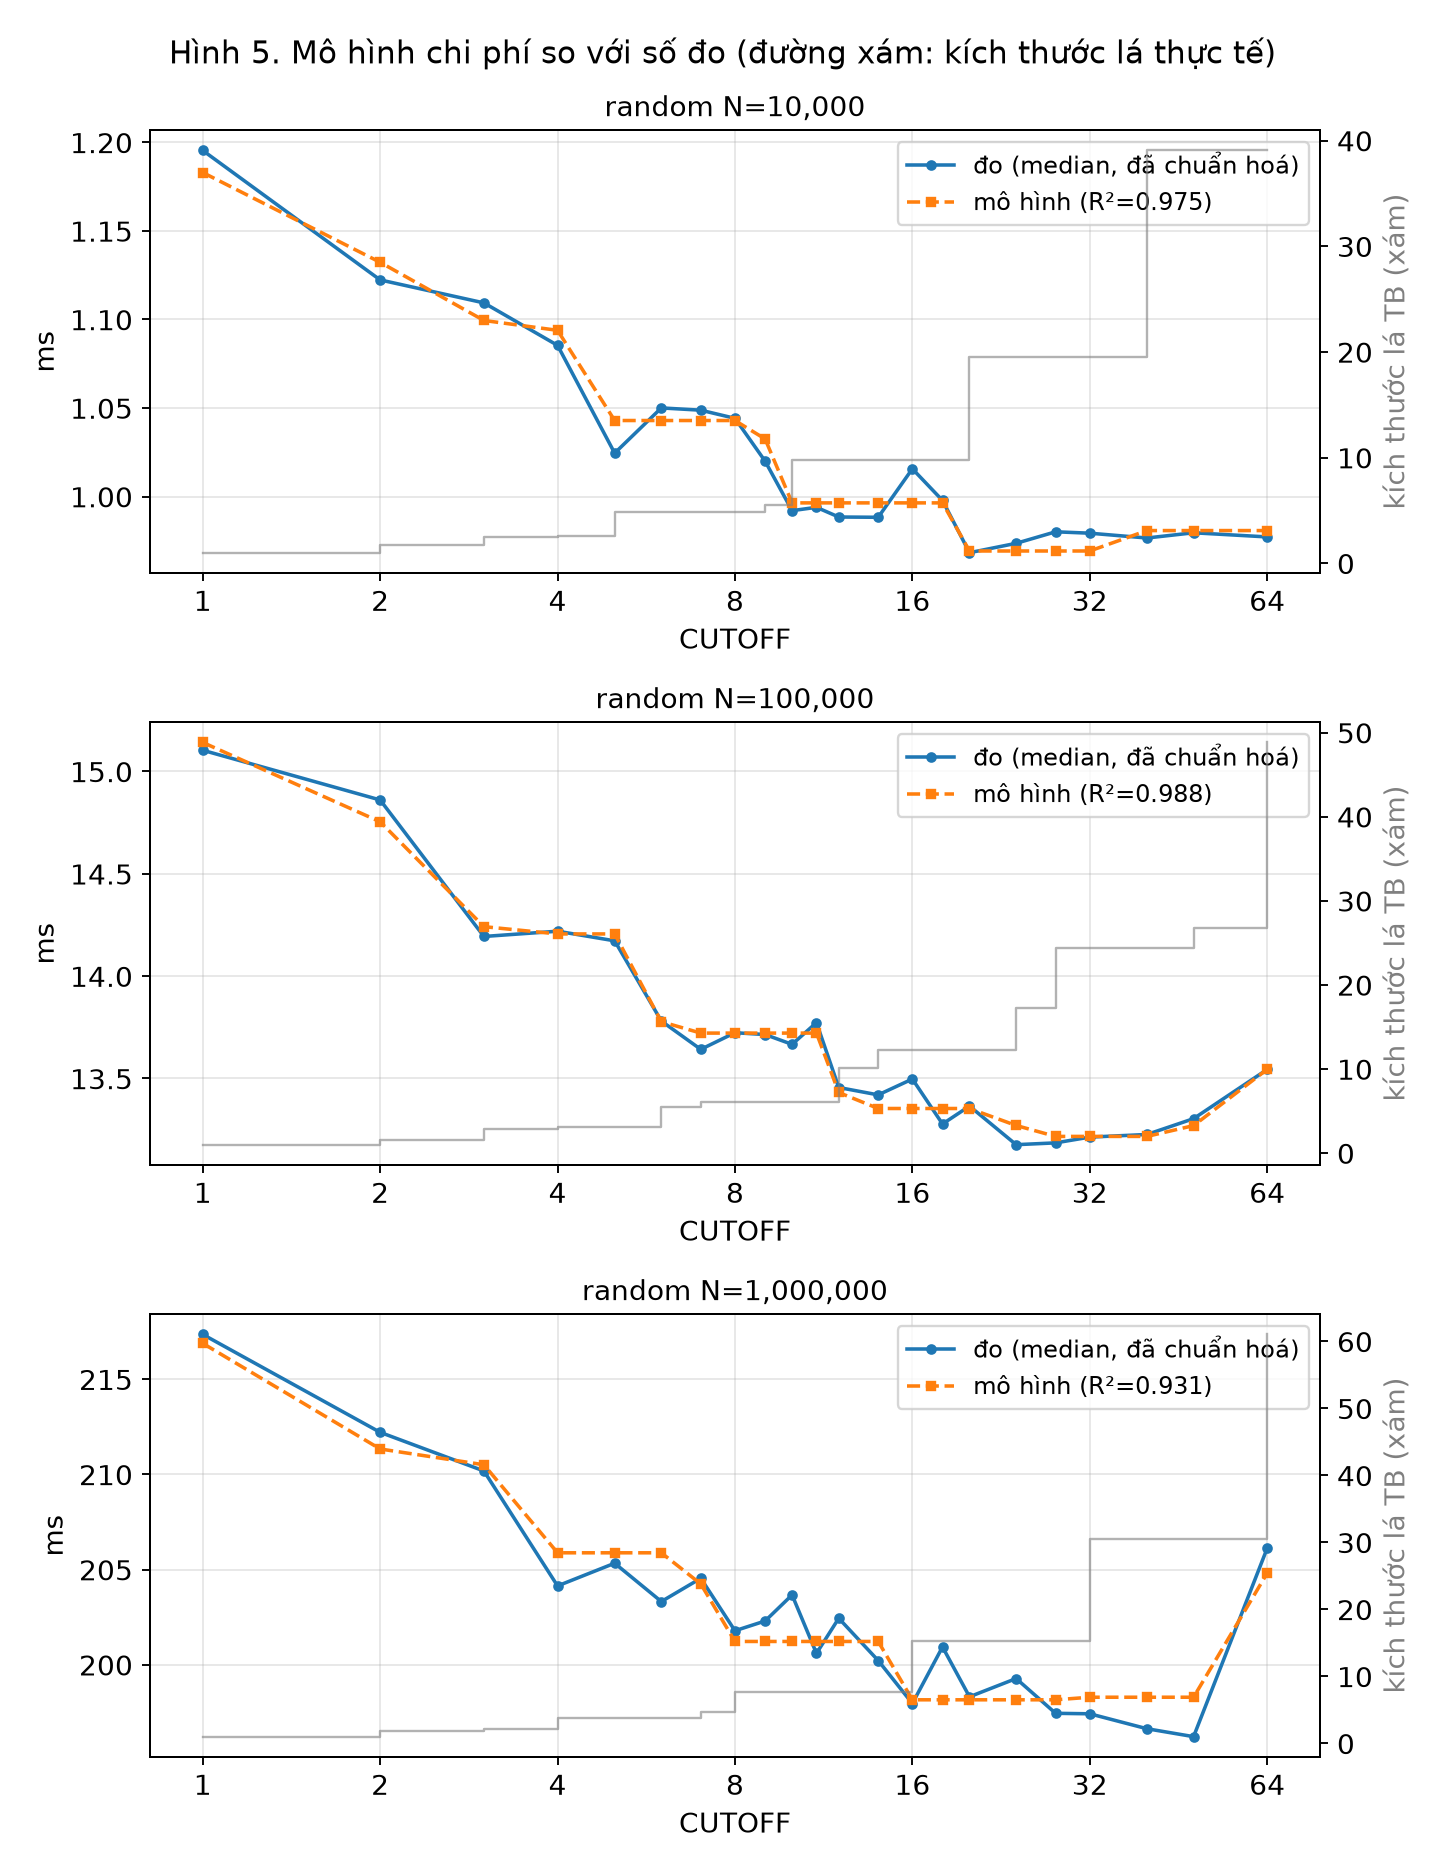 Hình 5. Mô hình chi phí so với số đo (đường xám: kích thước lá thực tế)
random N=10,000
1.20
1.15
1.10
1.05
1.00
ms
đo (median, đã chuẩn hoá)
mô hình (R²=0.975)
40
30
20
10
0
kích thước lá TB (xám)
1 2 4 8 16 32 64
CUTOFF
random N=100,000
15.0
14.5
14.0
13.5
ms
đo (median, đã chuẩn hoá)
mô hình (R²=0.988)
50
40
30
20
10
0
kích thước lá TB (xám)
1 2 4 8 16 32 64
CUTOFF
random N=1,000,000
215
210
205
200
ms
đo (median, đã chuẩn hoá)
mô hình (R²=0.931)
60
50
40
30
20
10
0
kích thước lá TB (xám)
1 2 4 8 16 32 64
CUTOFF